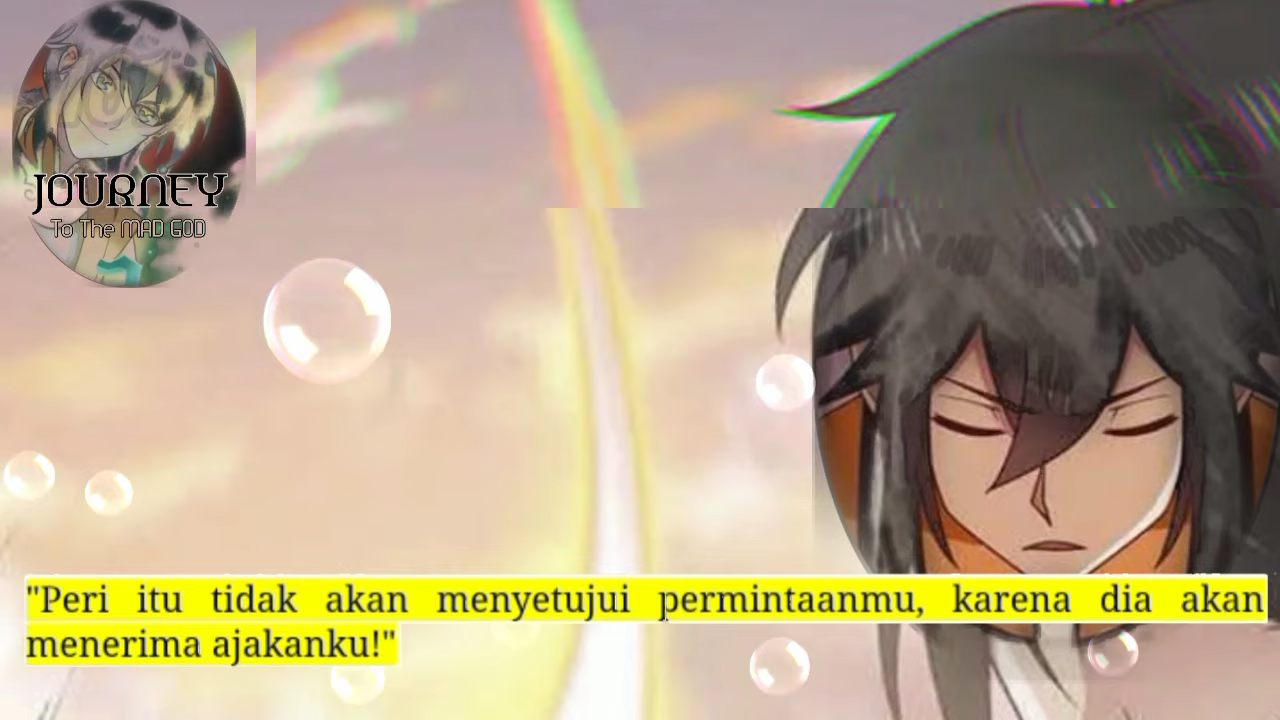 JOURNEY
To The MAD GOD
"Peri itu tidak akan menyetujui permintaanmu, karena dia akan
menerima ajakanku!"